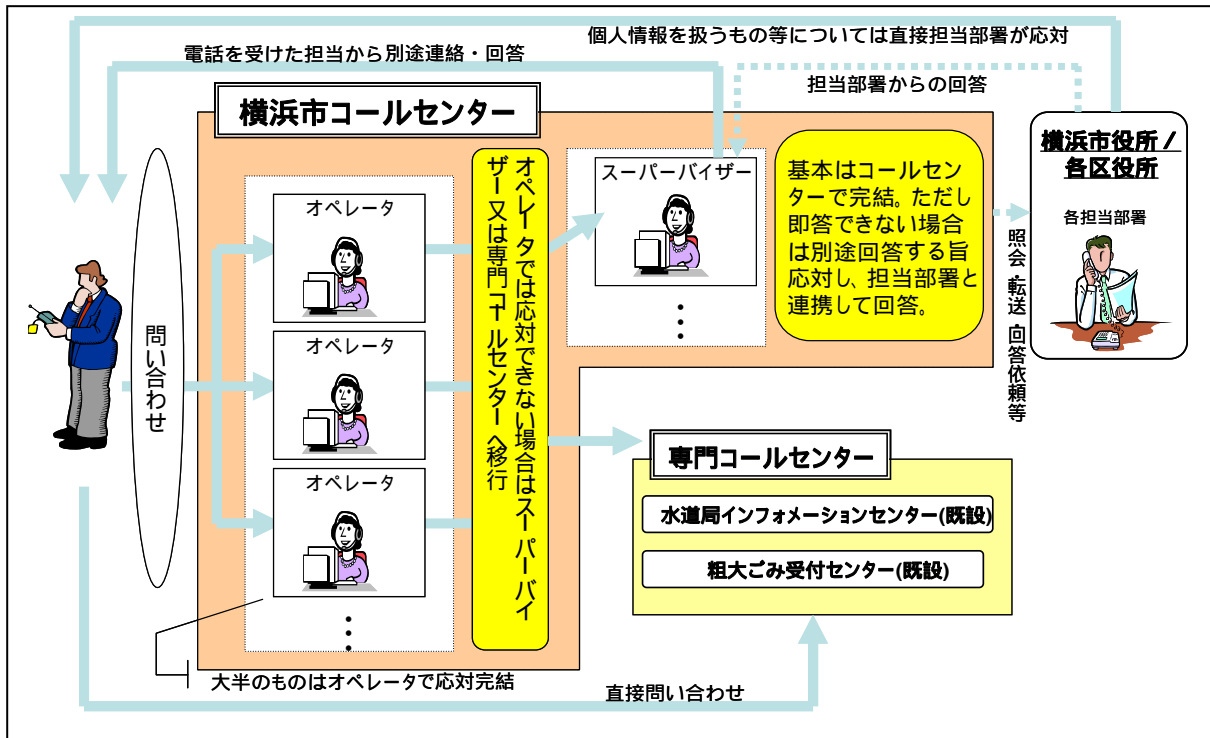 個人情報を扱うもの等については直接担当部署が応対
電話を受けた担当から別途連絡・回答
担当部署からの回答
横浜市コールセンター
問い合わせ
オペレータ
オペレータ
オペレータ
オペレータでは応対できない場合はスーパーバイ
ザー又は専門コールセンターへ移行
スーパーバイザー
基本はコールセ
ンターで完結。ただし
即答できない場合
は別途回答する旨
応対し、担当部署と
連携して回答。
照会・転送・回答依頼等
横浜市役所/
各区役所
各担当部署
専門コールセンター
水道局インフォメーションセンター(既設)
粗大ごみ受付センター(既設)
大半のものはオペレータで応対完結
直接問い合わせ